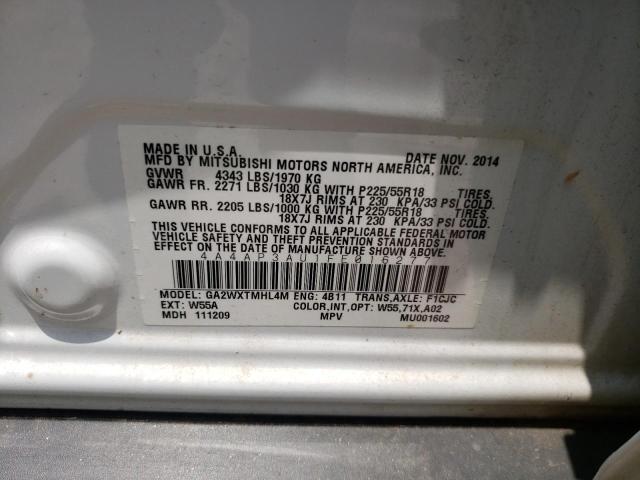 MADE IN U.S.A. DATE NOV. 2014
MFD BY MITSUBISHI MOTORS NORTH AMERICA, INC.
GVWR 4343 LBS/1970 KG
GAWR FR. 2271 LBS/1030 KG WITH P225/55R18 TIRES.
18X7J RIMS AT 230 KPA/33 PSI COLD.
GAWR RR. 2205 LBS/1000 KG WITH P225/55R18 TIRES.
18X7J RIMS AT 230 KPA/33 PSI COLD.
THIS VEHICLE CONFORMS TO ALL APPLICABLE FEDERAL MOTOR
VEHICLE SAFETY AND THEFT PREVENTION STANDARDS IN
EFFECT ON THE DATE OF MANUFACTURE SHOWN ABOVE.
4A4AP3AU1FE016277
MODEL: GA2WXTMHL4M ENG: 4B11 TRANS,AXLE: F1CJC
EXT: W55A COLOR,INT,OPT: W55,71X,A02
MDH 111209 MPV MU001602